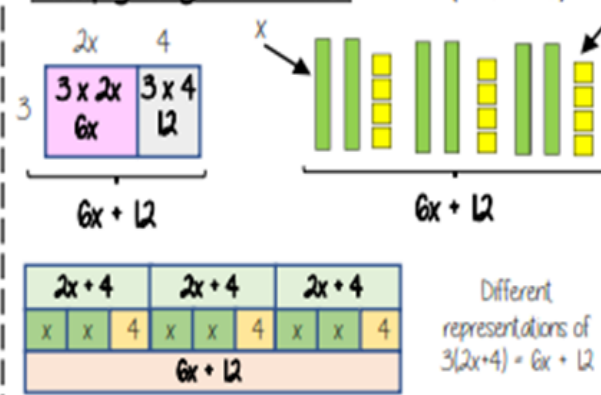 2x 4
3
3 x 2x 3 x 4
6x 12
6x + 12
x
6x + 12
2x + 4 2x + 4 2x + 4
x x 4 x x 4 x x 4
6x + 12
Different
representations of
3(2x+4) = 6x + 12